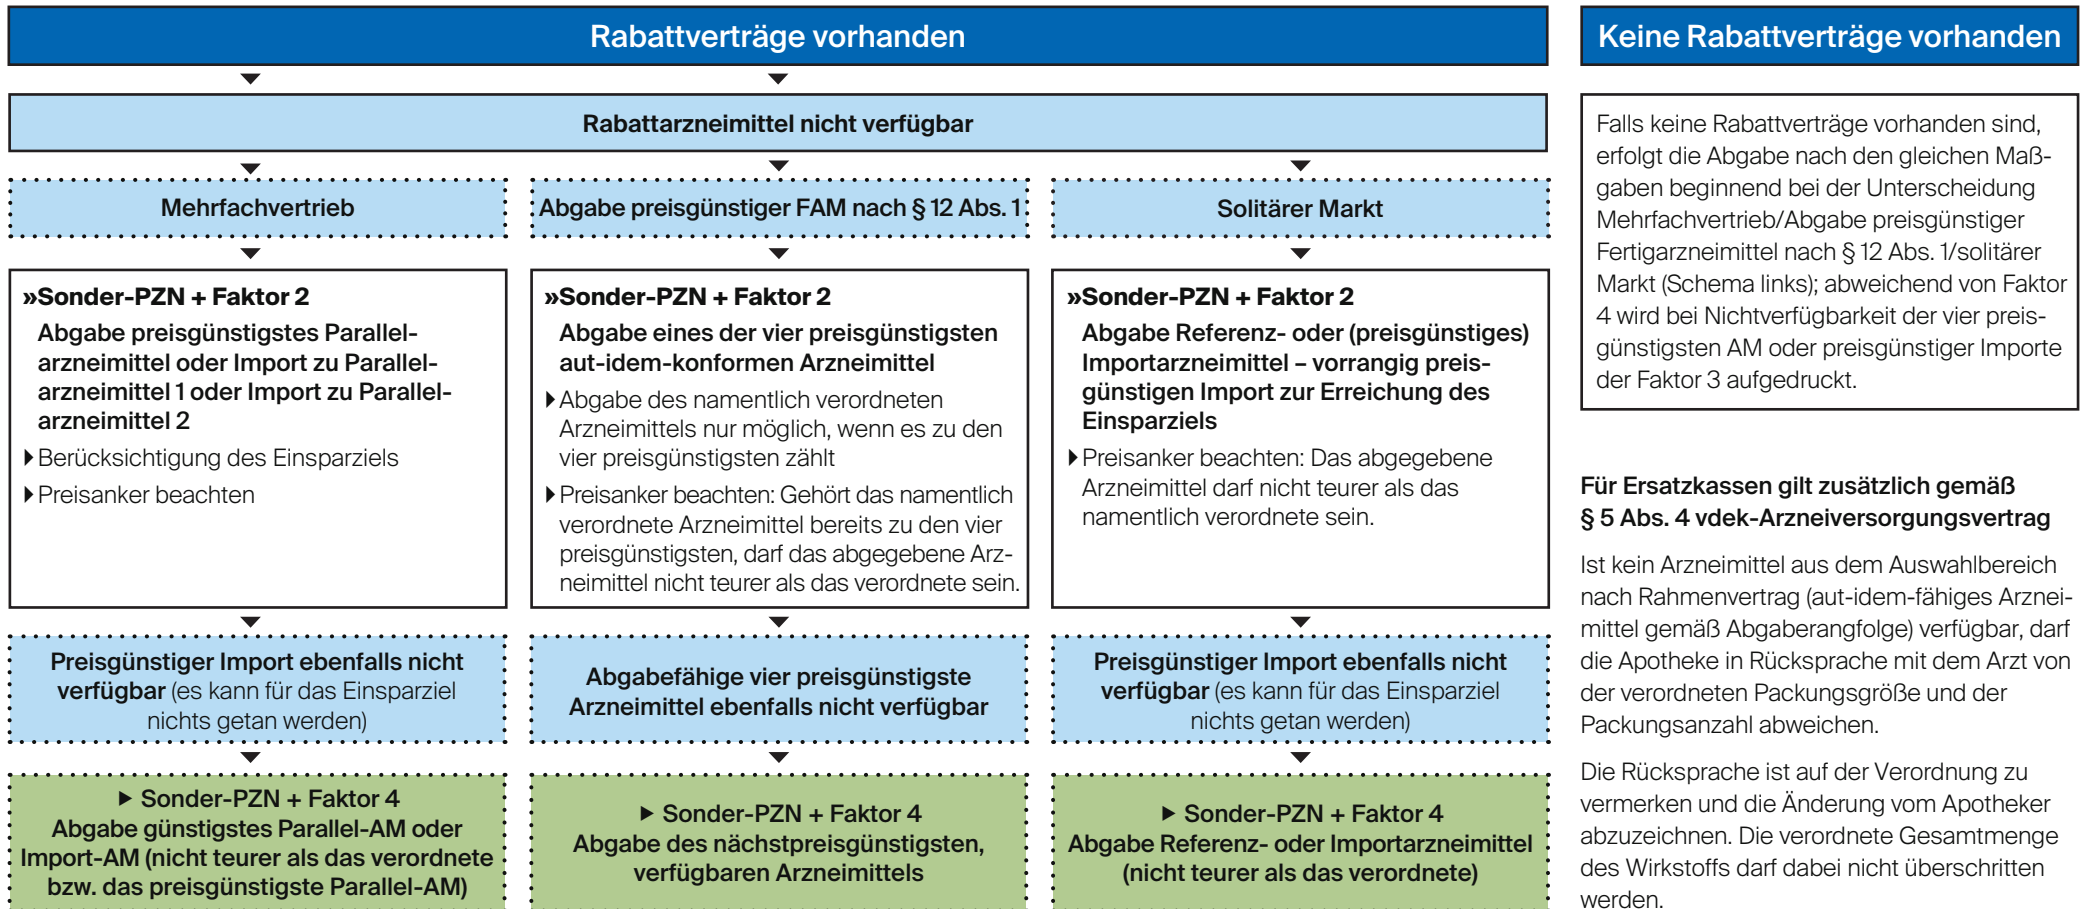 Rabattverträge vorhanden
Rabattarzneimittel nicht verfügbar
Mehrfachvertrieb
»Sonder-PZN + Faktor 2
Abgabe preisgünstigstes Parallel-
arzneimittel oder Import zu Parallel-
arzneimittel 1 oder Import zu Parallel-
arzneimittel 2
Berücksichtigung des Einsparziels
Preisanker beachten
Preisgünstiger Import ebenfalls nicht
verfügbar (es kann für das Einsparziel
nichts getan werden)
Sonder-PZN + Faktor 4
Abgabe günstigstes Parallel-AM oder
Import-AM (nicht teurer als das verordnete
bzw. das preisgünstigste Parallel-AM)
Abgabe preisgünstiger FAM nach § 12 Abs. 1
»Sonder-PZN + Faktor 2
Abgabe eines der vier preisgünstigsten
aut-idem-konformen Arzneimittel
Abgabe des namentlich verordneten
Arzneimittels nur möglich, wenn es zu den
vier preisgünstigsten zählt
Preisanker beachten: Gehört das namentlich
verordnete Arzneimittel bereits zu den vier
preisgünstigsten, darf das abgegebene Arz-
neimittel nicht teurer als das verordnete sein.
Abgabefähige vier preisgünstigste
Arzneimittel ebenfalls nicht verfügbar
Sonder-PZN + Faktor 4
Abgabe des nächstpreisgünstigsten,
verfügbaren Arzneimittels
Solitärer Markt
»Sonder-PZN + Faktor 2
Abgabe Referenz- oder (preisgünstiges)
Importarzneimittel – vorrangig preis-
günstigen Import zur Erreichung des
Einsparziels
Preisanker beachten: Das abgegebene
Arzneimittel darf nicht teurer als das
namentlich verordnete sein.
Preisgünstiger Import ebenfalls nicht
verfügbar (es kann für das Einsparziel
nichts getan werden)
Sonder-PZN + Faktor 4
Abgabe Referenz- oder Importarzneimittel
(nicht teurer als das verordnete)
Keine Rabattverträge vorhanden
Falls keine Rabattverträge vorhanden sind,
erfolgt die Abgabe nach den gleichen Maß-
gaben beginnend bei der Unterscheidung
Mehrfachvertrieb/Abgabe preisgünstiger
Fertigarzneimittel nach § 12 Abs. 1/solitärer
Markt (Schema links); abweichend von Faktor
4 wird bei Nichtverfügbarkeit der vier preis-
günstigsten AM oder preisgünstiger Importe
der Faktor 3 aufgedruckt.
Für Ersatzkassen gilt zusätzlich gemäß
§ 5 Abs. 4 vdek-Arzneiversorgungsvertrag
Ist kein Arzneimittel aus dem Auswahlbereich
nach Rahmenvertrag (aut-idem-fähiges Arznei-
mittel gemäß Abgaberangfolge) verfügbar, darf
die Apotheke in Rücksprache mit dem Arzt von
der verordneten Packungsgröße und der
Packungsanzahl abweichen.
Die Rücksprache ist auf der Verordnung zu
vermerken und die Änderung vom Apotheker
abzuzeichnen. Die verordnete Gesamtmenge
des Wirkstoffs darf dabei nicht überschritten
werden.